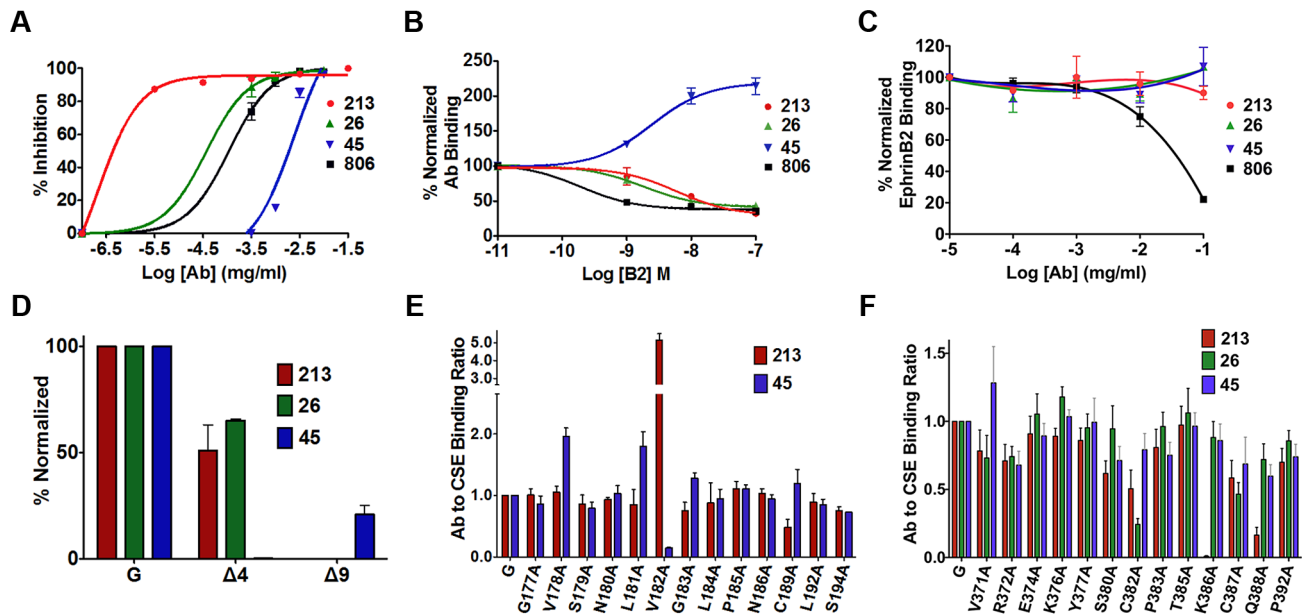 A
% Inhibition
100
80
60
40
20
0
-6.5 -5.5 -4.5 -3.5 -2.5 -1.5
Log [Ab] (mg/ml)
213
26
45
806
B
% Normalized
Ab Binding
250
200
150
100
50
0
-11 -10 -9 -8 -7
Log [B2] M
213
26
45
806
C
% Normalized
EphrinB2 Binding
120
100
80
60
40
20
0
-5 -4 -3 -2 -1
Log [Ab] (mg/ml)
213
26
45
806
D
% Normalized
100
50
0
G Δ4 Δ9
213
26
45
E
Ab to CSE Binding Ratio
5.0
4.0
3.0
2.0
1.0
0.0
G G177A V178A S179A N180A L181A V182A G183A L184A P185A N186A C189A L192A S194A
213
45
F
Ab to CSE Binding Ratio
1.5
1.0
0.5
0.0
G V371A R372A E374A K376A Y377A S380A C382A P383A T385A K386A C387A Q388A P392A
213
26
45